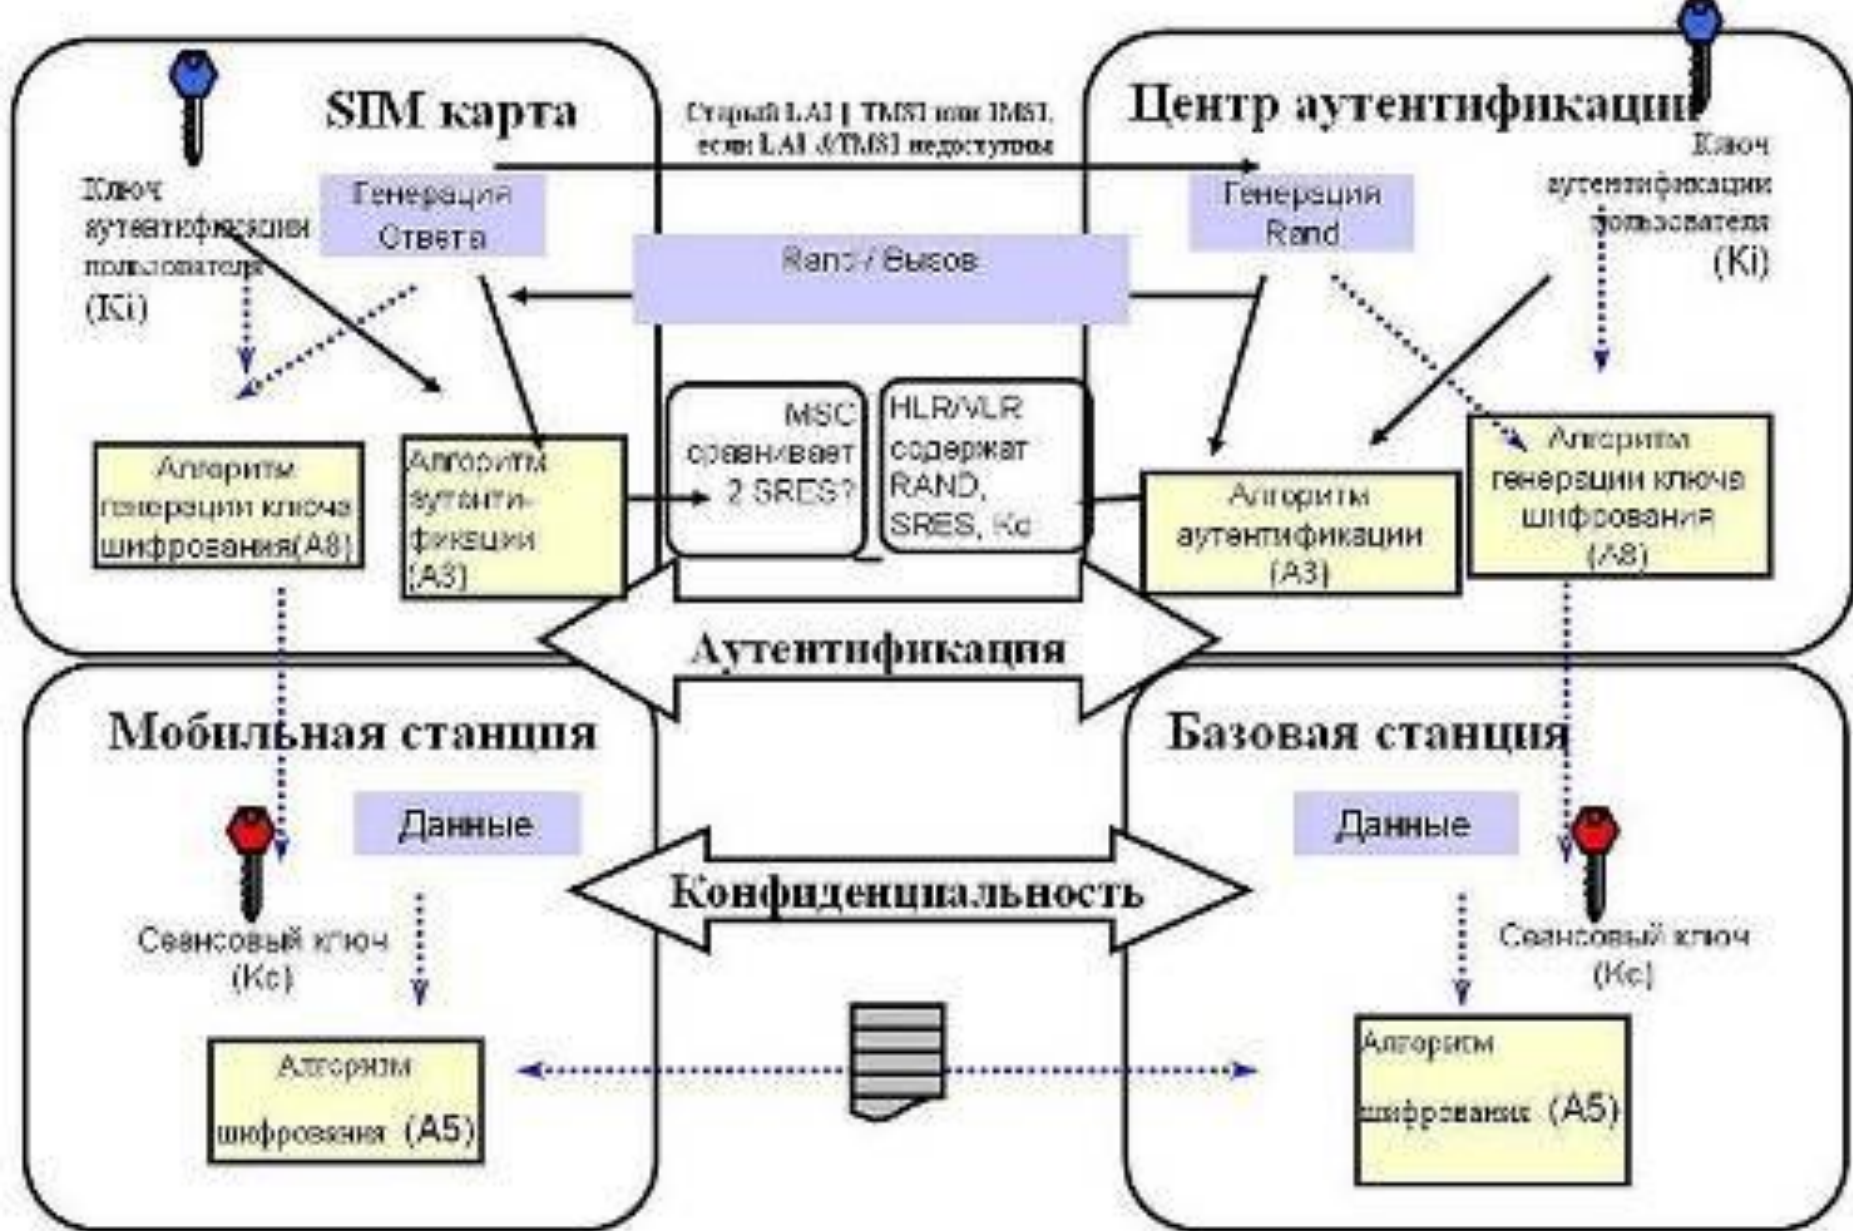 SIM карта
Старый LAI | TMSI или IMSI,
если LAI &TMSI недоступны
Центр аутентификации
Ключ
аутентификации
пользователя
(Ki)
Генерация
Ответа
Rand / Вызов
Генерация
Rand
Ключ
аутентификации
пользователя
(Ki)
Алгоритм
генерации ключа
шифрования(A8)
Алгоритм
аутенти-
фикации
(A3)
MSC
сравнивает
2 SRES?
HLR/VLR
содержат
RAND,
SRES, Kc
Алгоритм
аутентификации
(A3)
Алгоритм
генерации ключа
шифрования
(A8)
Аутентификация
Мобильная станция
Базовая станция
Данные
Данные
Конфиденциальность
Сеансовый ключ
(Kc)
Сеансовый ключ
(Kc)
Алгоритм
шифрования (A5)
Алгоритм
шифрования (A5)